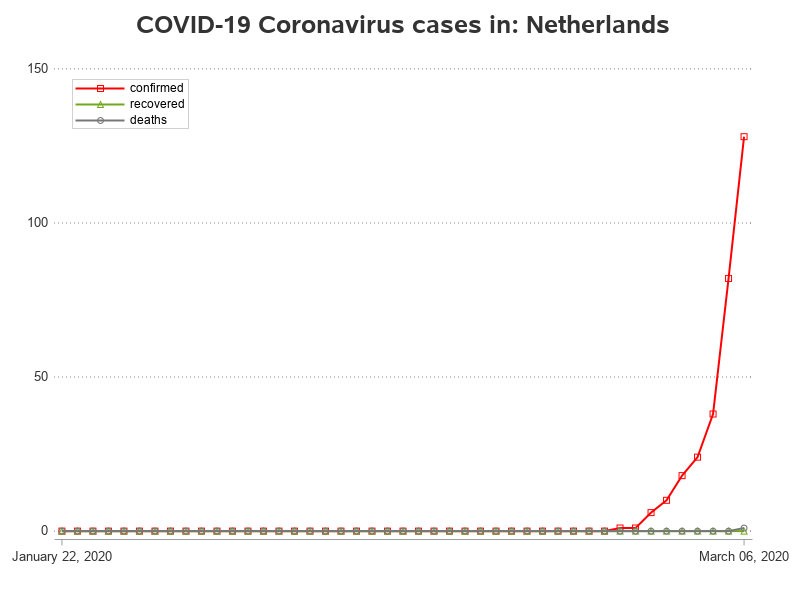 COVID-19 Coronavirus cases in: Netherlands
150
confirmed
recovered
deaths
100
50
0
January 22, 2020
March 06, 2020